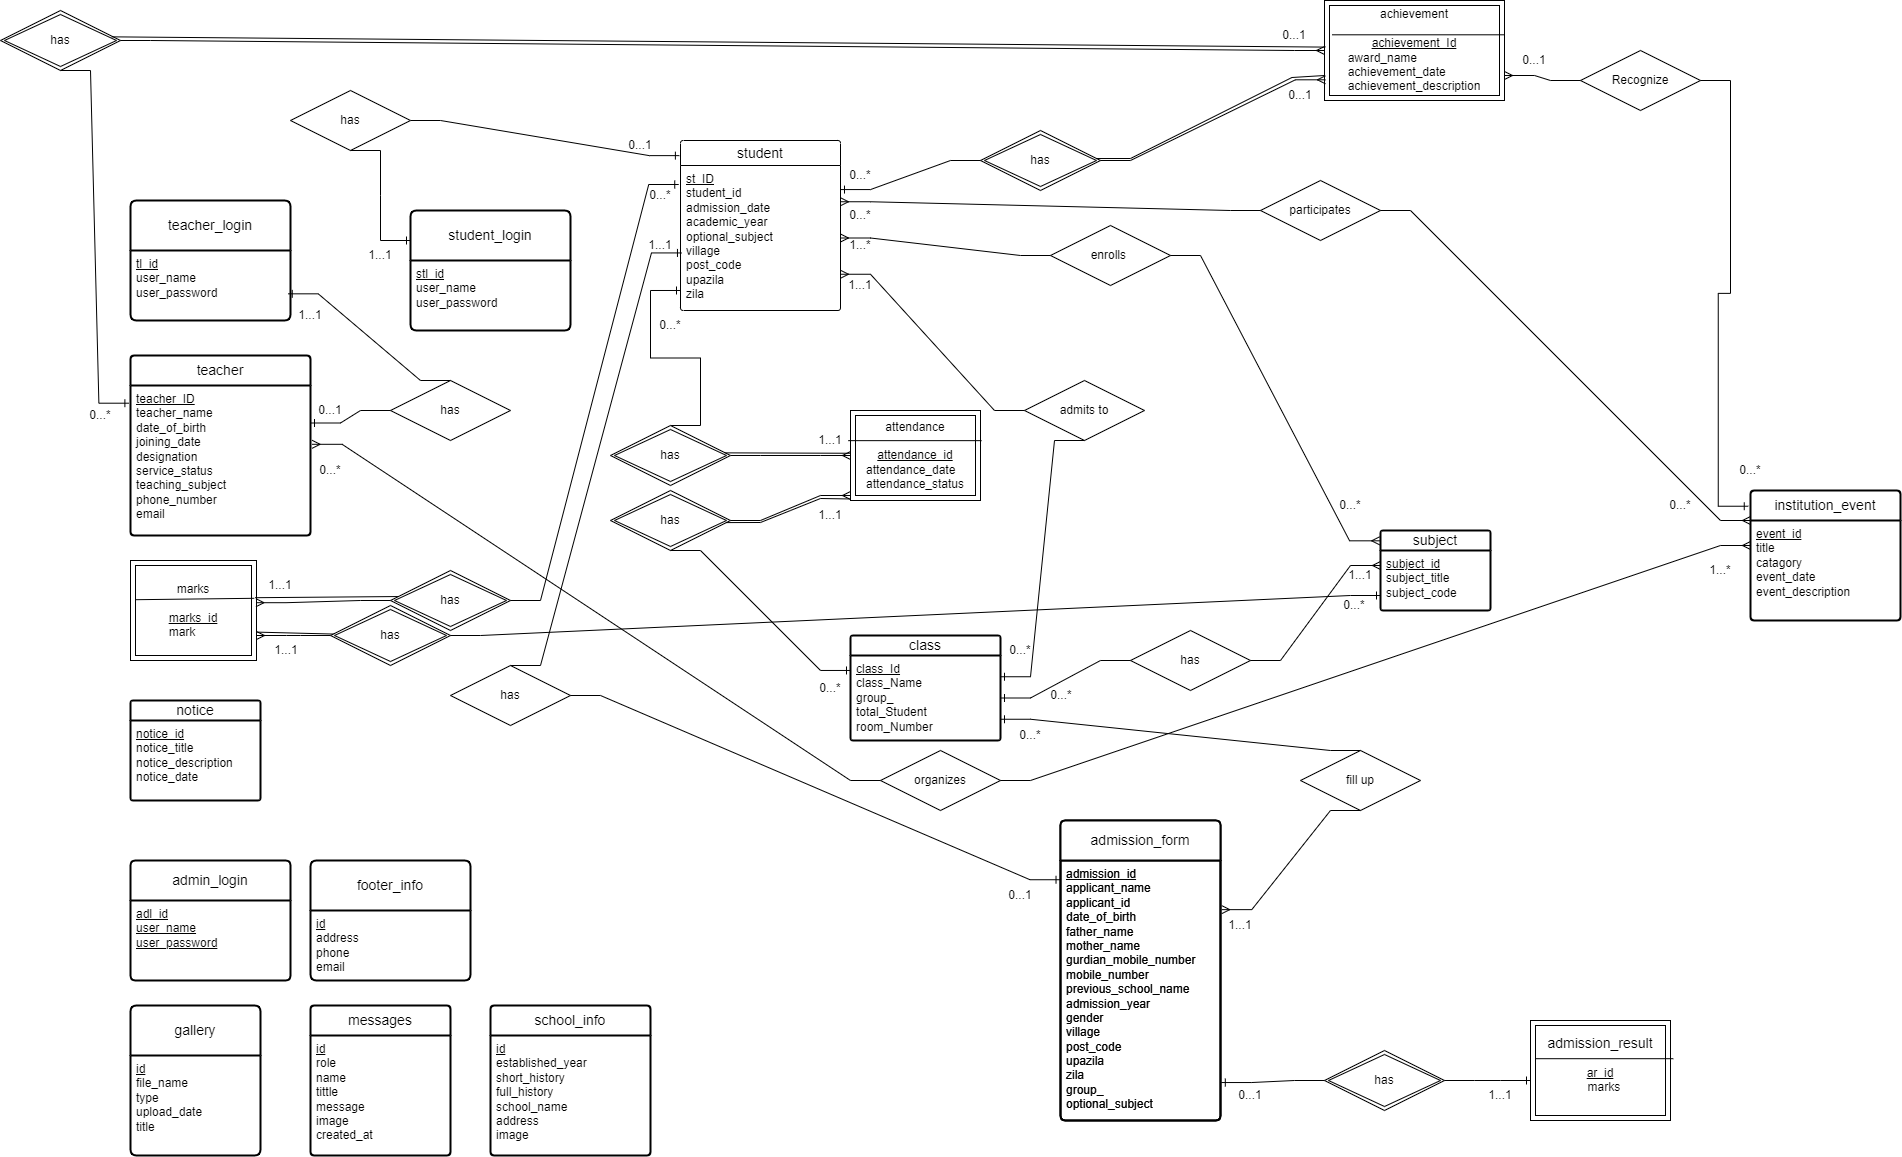 has
0...1
achievement
achievement_Id
award_name
achievement_date
achievement_description
0...1
0...1
Recognize
has
0...1
student
st_ID
student_id
admission_date
academic_year
optional_subject
village
post_code
upazila
zila
0...*
1...1
0...*
0...*
0...*
1...*
1...1
has
participates
enrolls
teacher_login
tl_id
user_name
user_password
1...1
student_login
stl_id
user_name
user_password
1...1
teacher
teacher_ID
teacher_name
date_of_birth
joining_date
designation
service_status
teaching_subject
phone_number
email
0...*
0...1
0...*
has
admits to
has
1...1
attendance
attendance_id
attendance_date
attendance_status
has
1...1
0...*
0...*
0...*
institution_event
event_id
title
catagory
event_date
event_description
1...*
subject
subject_id
subject_title
subject_code
1...1
0...*
marks
marks_id
mark
1...1
1...1
has
has
has
class
class_Id
class_Name
group_
total_Student
room_Number
0...*
0...*
0...*
0...*
has
notice
notice_id
notice_title
notice_description
notice_date
organizes
fill up
0...1
admission_form
admission_id
applicant_name
applicant_id
date_of_birth
father_name
mother_name
gurdian_mobile_number
mobile_number
previous_school_name
admission_year
gender
village
post_code
upazila
zila
group_
optional_subject
1...1
0...1
has
1...1
admission_result
ar_id
marks
admin_login
adl_id
user_name
user_password
footer_info
id
address
phone
email
gallery
id
file_name
type
upload_date
title
messages
id
role
name
tittle
message
image
created_at
school_info
id
established_year
short_history
full_history
school_name
address
image